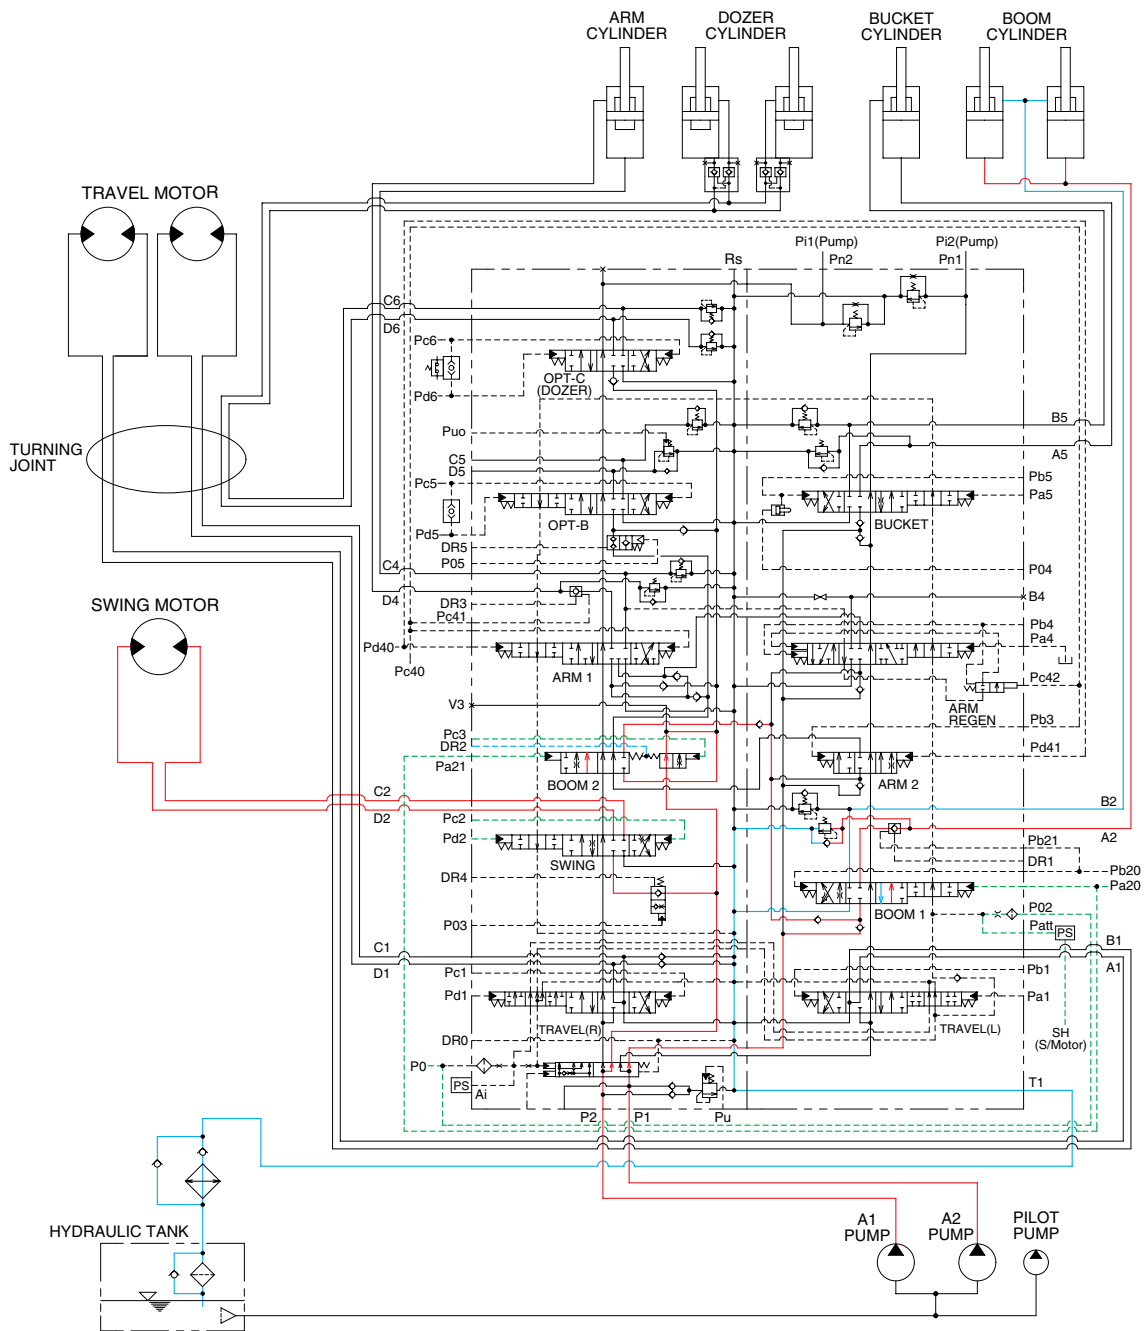 ARM
CYLINDER
DOZER
CYLINDER
BUCKET
CYLINDER
BOOM
CYLINDER
TRAVEL MOTOR
Pi1(Pump)
Pn2
Pi2(Pump)
Pn1
Rs
C6
D6
Pc6
Pd6
OPT-C
(DOZER)
Puo
C5
D5
B5
A5
TURNING
JOINT
Pc5
Pd5
OPT-B
Pb5
Pa5
BUCKET
DR5
P05
P04
C4
D4
DR3
Pc41
B4
SWING MOTOR
Pd40
Pc40
ARM 1
Pb4
Pa4
Pc42
ARM
REGEN
V3
Pc3
DR2
Pa21
BOOM 2
Pb3
Pd41
ARM 2
C2
D2
B2
A2
Pc2
Pd2
SWING
Pb21
DR1
Pb20
Pa20
DR4
BOOM 1
P03
P02
Patt
PS
C1
D1
B1
A1
Pc1
Pd1
TRAVEL(R)
Pb1
Pa1
TRAVEL(L)
SH
(S/Motor)
DR0
P0
PS
Ai
T1
P2
P1
Pu
A1
PUMP
A2
PUMP
PILOT
PUMP
HYDRAULIC TANK